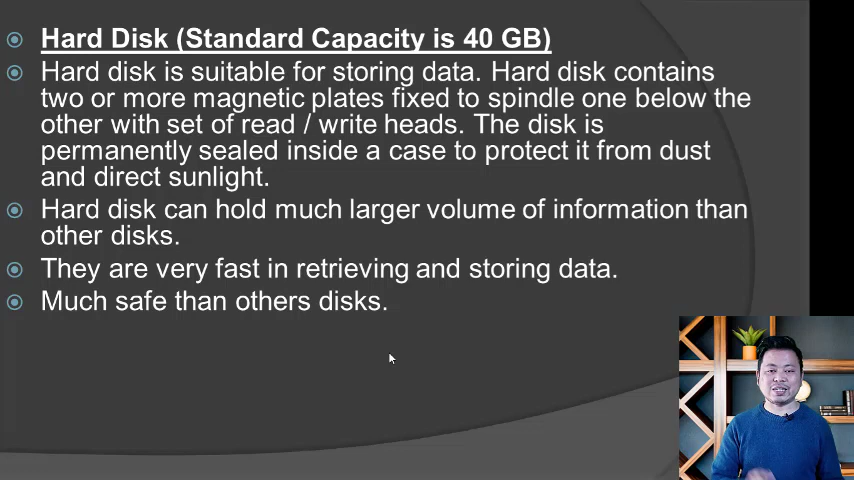 Hard Disk (Standard Capacity is 40 GB)
Hard disk is suitable for storing data. Hard disk contains
two or more magnetic plates fixed to spindle one below the
other with set of read / write heads. The disk is
permanently sealed inside a case to protect it from dust
and direct sunlight.
Hard disk can hold much larger volume of information than
other disks.
They are very fast in retrieving and storing data.
Much safe than others disks.